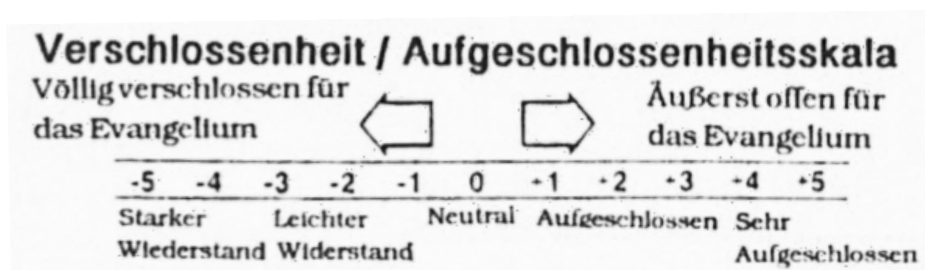 Verschlossenheit / Aufgeschlossenheitsskala
Völlig verschlossen für
das Evangelium
Äußerst offen für
das Evangelium
-5 -4 -3 -2 -1 0 +1 +2 +3 +4 +5
Starker Leichter Neutral Aufgeschlossen Sehr
Wiederstand Widerstand Aufgeschlossen